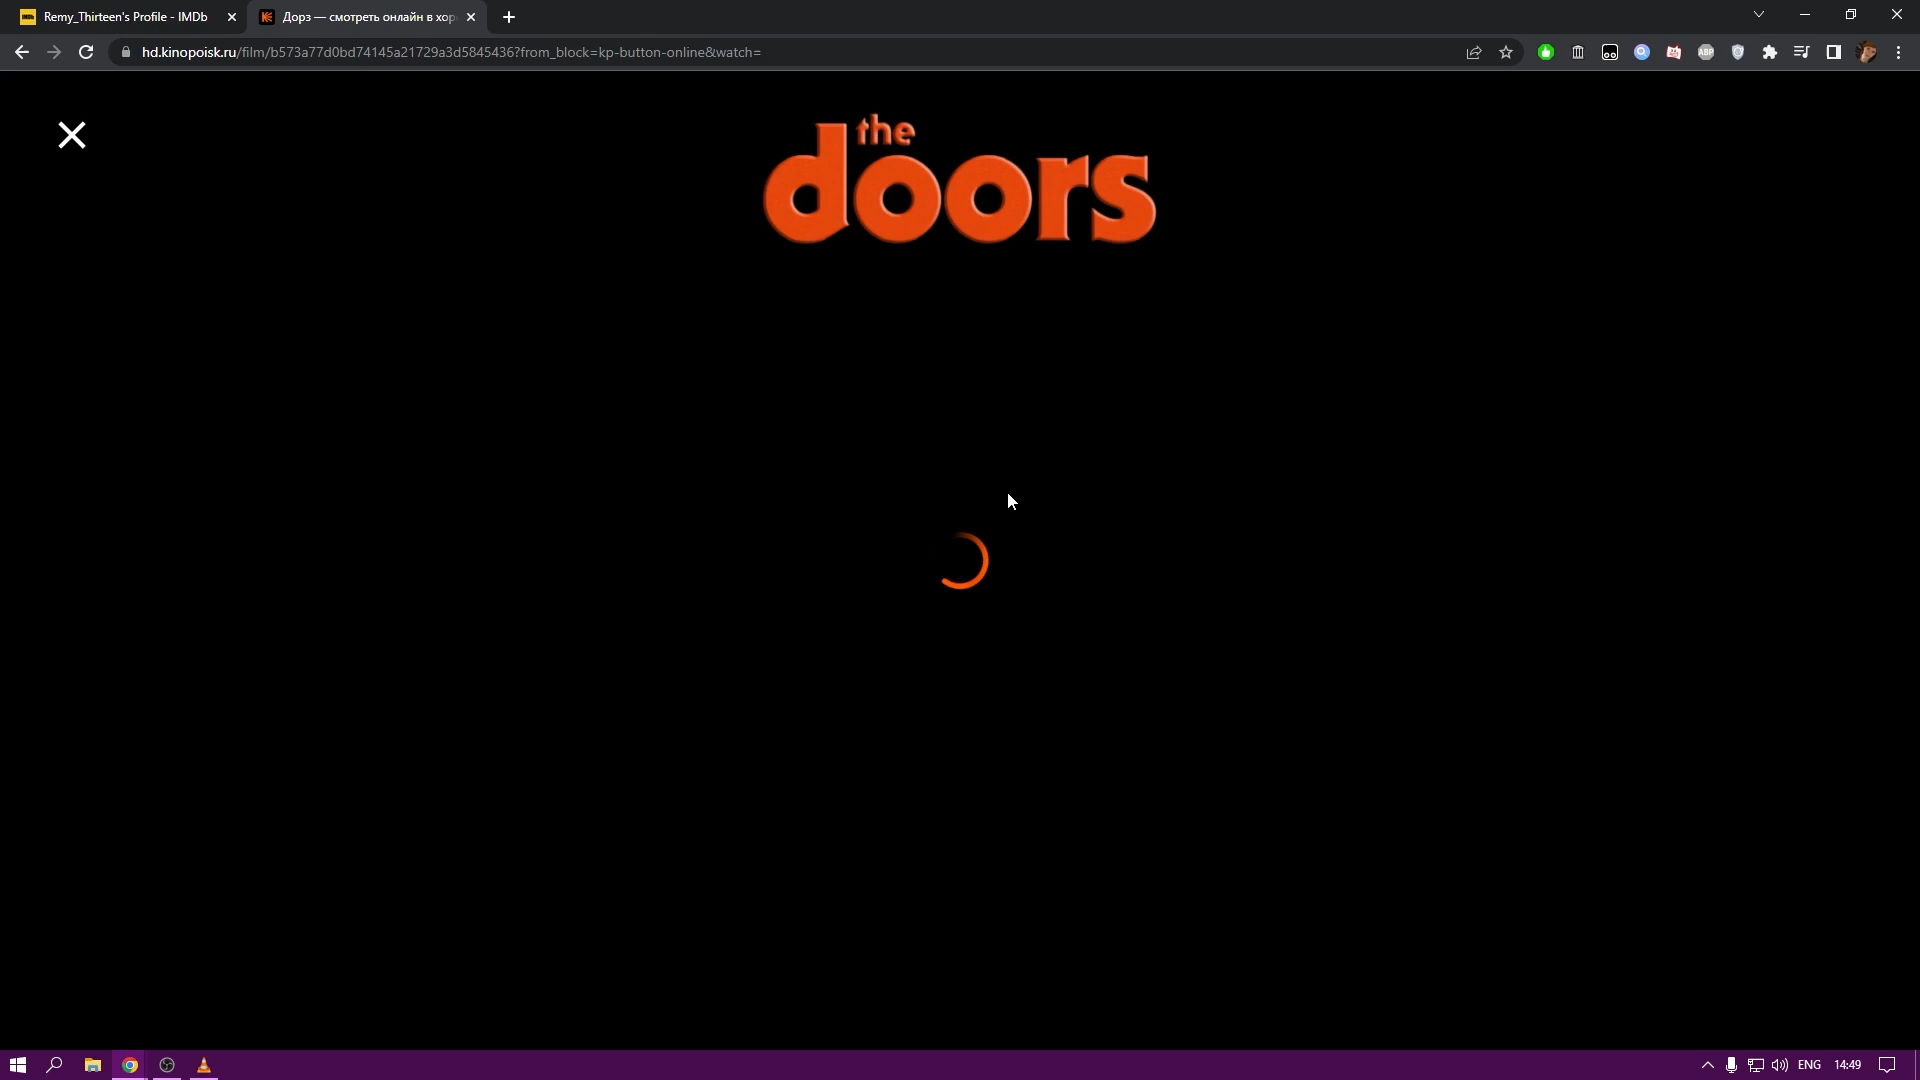 Remy_Thirteen's Profile - IMDb
Дорз — смотреть онлайн в хор
hd.kinopoisk.ru/film/b573a77d0bd74145a21729a3d5845436?from_block=kp-button-online&watch=
ABP
the
doors
ENG
14:49